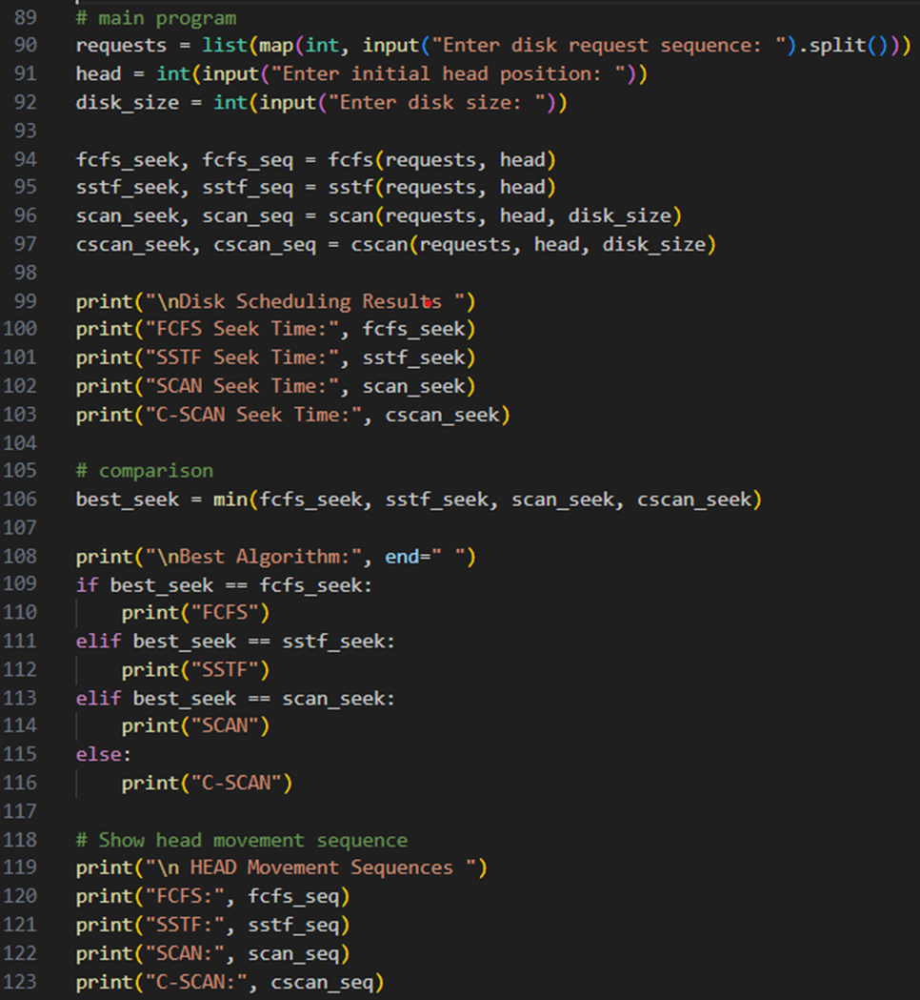 89 # main program
90 requests = list(map(int, input("Enter disk request sequence: ").split()))
91 head = int(input("Enter initial head position: "))
92 disk_size = int(input("Enter disk size: "))
93
94 fcfs_seek, fcfs_seq = fcfs(requests, head)
95 sstf_seek, sstf_seq = sstf(requests, head)
96 scan_seek, scan_seq = scan(requests, head, disk_size)
97 cscan_seek, cscan_seq = cscan(requests, head, disk_size)
98
99 print("\nDisk Scheduling Results ")
100 print("FCFS Seek Time:", fcfs_seek)
101 print("SSTF Seek Time:", sstf_seek)
102 print("SCAN Seek Time:", scan_seek)
103 print("C-SCAN Seek Time:", cscan_seek)
104
105 # comparison
106 best_seek = min(fcfs_seek, sstf_seek, scan_seek, cscan_seek)
107
108 print("\nBest Algorithm:", end=" ")
109 if best_seek == fcfs_seek:
110     print("FCFS")
111 elif best_seek == sstf_seek:
112     print("SSTF")
113 elif best_seek == scan_seek:
114     print("SCAN")
115 else:
116     print("C-SCAN")
117
118 # Show head movement sequence
119 print("\n HEAD Movement Sequences ")
120 print("FCFS:", fcfs_seq)
121 print("SSTF:", sstf_seq)
122 print("SCAN:", scan_seq)
123 print("C-SCAN:", cscan_seq)